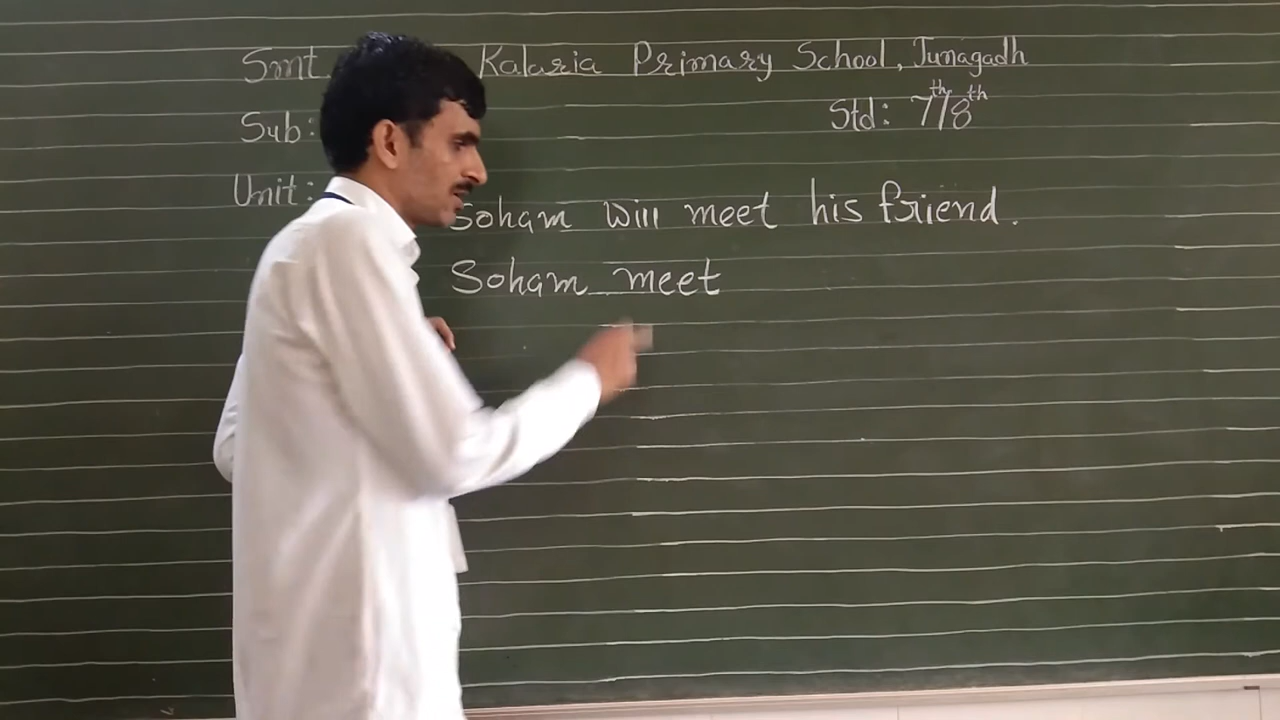 Smt. Kalaria Primary School, Junagadh
Sub:
Std: 7th/8th
Unit:
Soham will meet his friend.
Soham meet